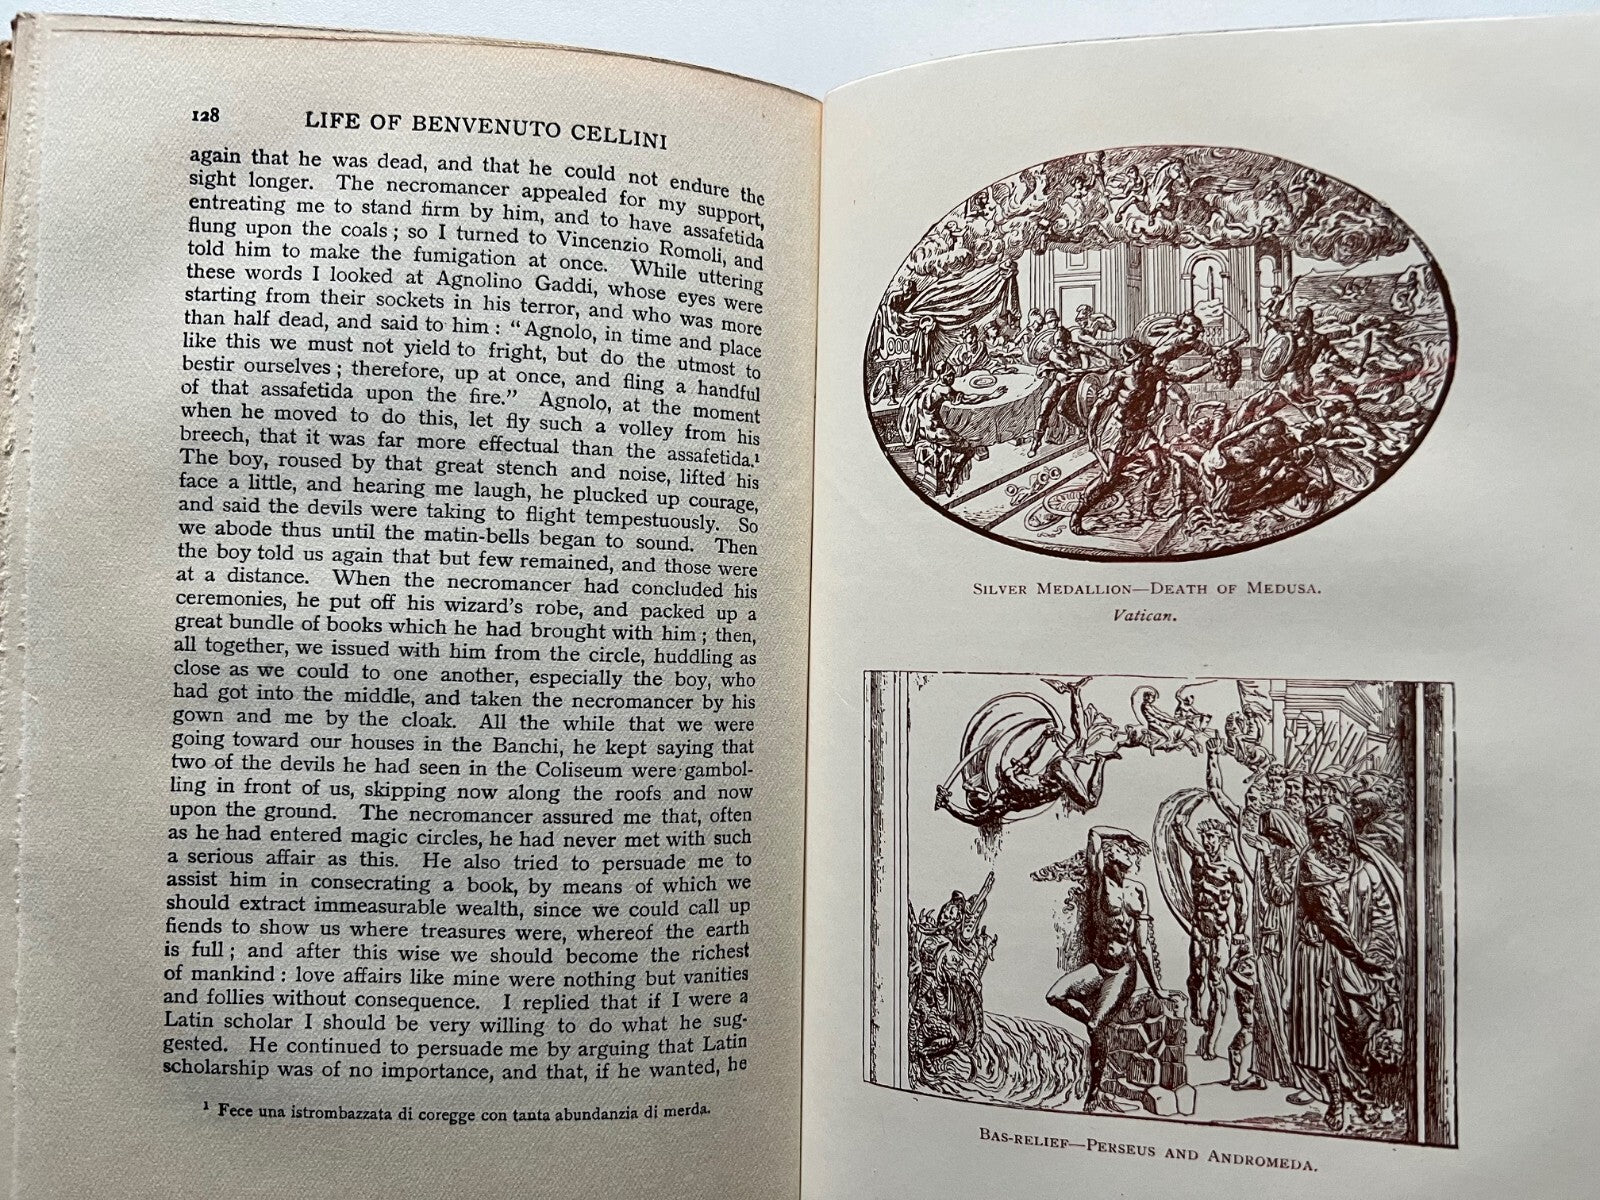 128 LIFE OF BENVENUTO CELLINI
again that he was dead, and that he could not endure the
sight longer. The necromancer appealed for my support,
entreating me to stand firm by him, and to have assafetida
flung upon the coals; so I turned to Vincenzio Romoli, and
told him to make the fumigation at once. While uttering
these words I looked at Agnolino Gaddi, whose eyes were
starting from their sockets in his terror, and who was more
than half dead, and said to him: "Agnolo, in time and place
like this we must not yield to fright, but do the utmost to
bestir ourselves; therefore, up at once, and fling a handful
of that assafetida upon the fire." Agnolo, at the moment
when he moved to do this, let fly such a volley from his
breech, that it was far more effectual than the assafetida.¹
The boy, roused by that great stench and noise, lifted his
face a little, and hearing me laugh, he plucked up courage,
and said the devils were taking to flight tempestuously. So
we abode thus until the matin-bells began to sound. Then
the boy told us again that but few remained, and those were
at a distance. When the necromancer had concluded his
ceremonies, he put off his wizard's robe, and packed up a
great bundle of books which he had brought with him; then,
all together, we issued with him from the circle, huddling as
close as we could to one another, especially the boy, who
had got into the middle, and taken the necromancer by his
gown and me by the cloak. All the while that we were
going toward our houses in the Banchi, he kept saying that
two of the devils he had seen in the Coliseum were gambol-
ling in front of us, skipping now along the roofs and now
upon the ground. The necromancer assured me that, often
as he had entered magic circles, he had never met with such
a serious affair as this. He also tried to persuade me to
assist him in consecrating a book, by means of which we
should extract immeasurable wealth, since we could call up
fiends to show us where treasures were, whereof the earth
is full; and after this wise we should become the richest
of mankind: love affairs like mine were nothing but vanities
and follies without consequence. I replied that if I were a
Latin scholar I should be very willing to do what he sug-
gested. He continued to persuade me by arguing that Latin
scholarship was of no importance, and that, if he wanted, he
¹ Fece una istrombazzata di coregge con tanta abundanzia di merda.
SILVER MEDALLION—DEATH OF MEDUSA.
Vatican.
BAS-RELIEF—PERSEUS AND ANDROMEDA.